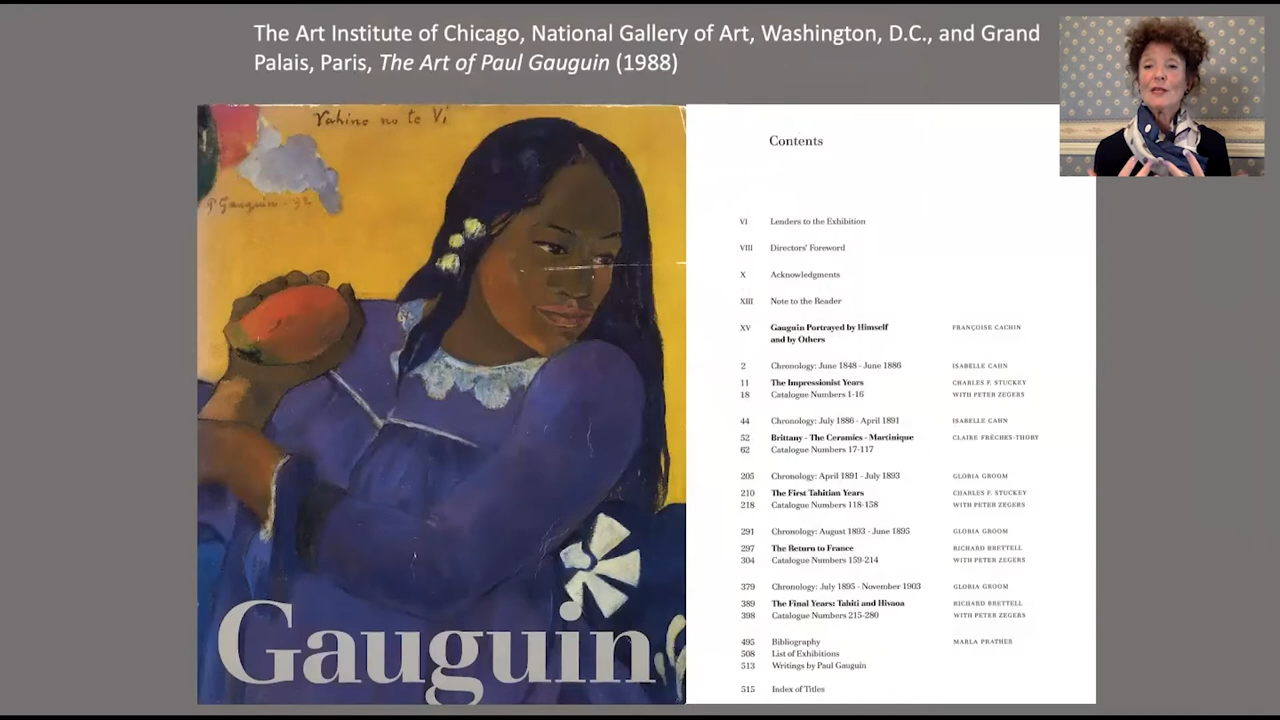 The Art Institute of Chicago, National Gallery of Art, Washington, D.C., and Grand
Palais, Paris, The Art of Paul Gauguin (1988)
Vahine no te Vi
P Gauguin - 92
Gauguin
Contents
VI Lenders to the Exhibition
VIII Directors' Foreword
X Acknowledgments
XIII Note to the Reader
XV Gauguin Portrayed by Himself FRANÇOISE CACHIN
and by Others
2 Chronology: June 1848 - June 1886 ISABELLE CAHN
11 The Impressionist Years CHARLES F. STUCKEY
18 Catalogue Numbers 1-16 WITH PETER ZEGERS
44 Chronology: July 1886 - April 1891 ISABELLE CAHN
52 Brittany - The Ceramics - Martinique CLAIRE FRÈCHES-THORY
62 Catalogue Numbers 17-117
205 Chronology: April 1891 - July 1893 GLORIA GROOM
210 The First Tahitian Years CHARLES F. STUCKEY
218 Catalogue Numbers 118-158 WITH PETER ZEGERS
291 Chronology: August 1893 - June 1895 GLORIA GROOM
297 The Return to France RICHARD BRETTELL
304 Catalogue Numbers 159-214 WITH PETER ZEGERS
379 Chronology: July 1895 - November 1903 GLORIA GROOM
389 The Final Years: Tahiti and Hivaoa RICHARD BRETTELL
398 Catalogue Numbers 215-280 WITH PETER ZEGERS
495 Bibliography MARLA PRATHER
508 List of Exhibitions
513 Writings by Paul Gauguin
515 Index of Titles